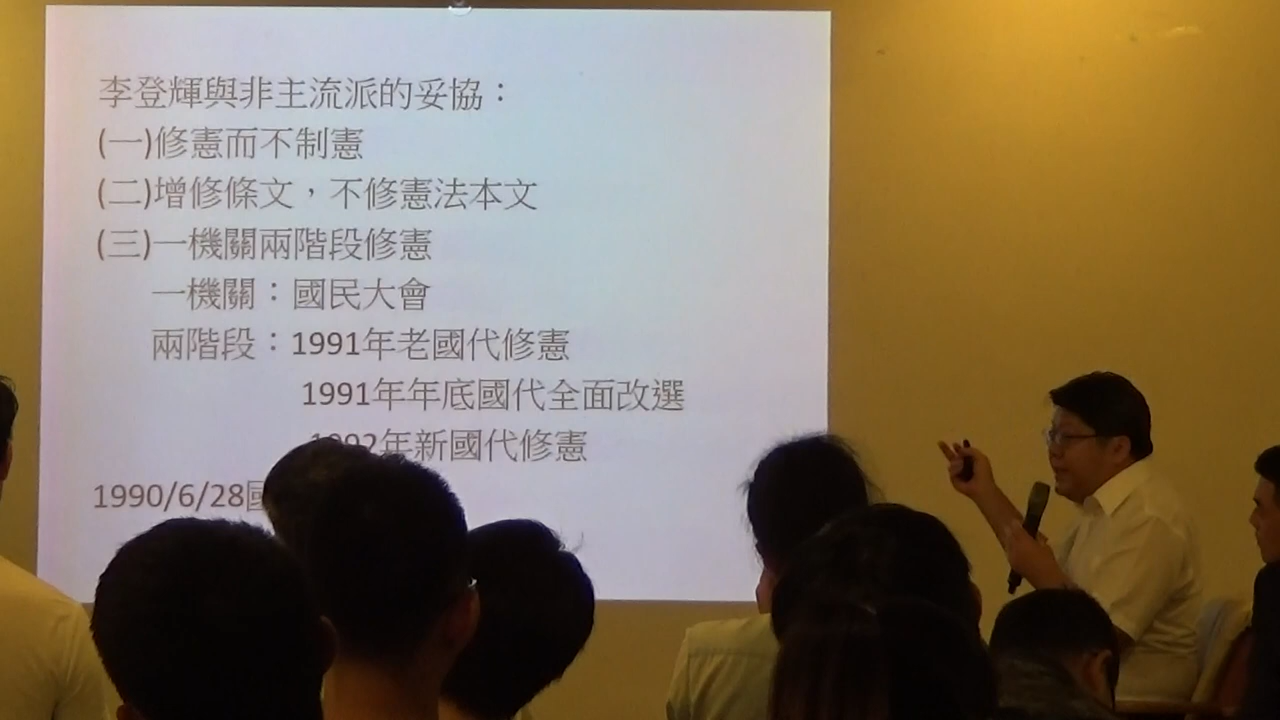 李登輝與非主流派的妥協：
(一)修憲而不制憲
(二)增修條文，不修憲法本文
(三)一機關兩階段修憲
一機關：國民大會
兩階段：1991年老國代修憲
1991年年底國代全面改選
1992年新國代修憲
1990/6/28